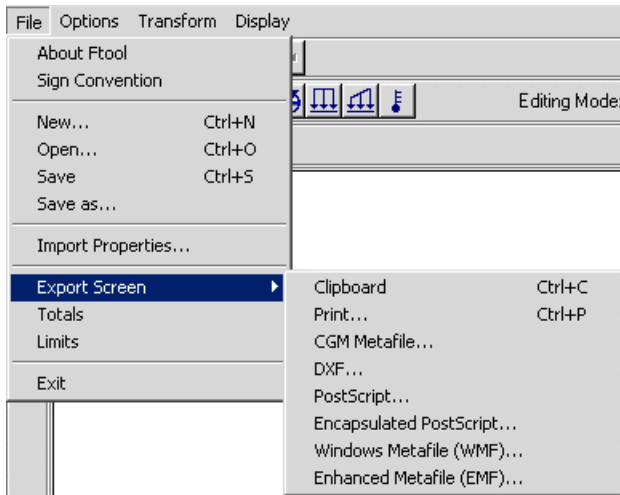 File Options Transform Display
About Ftool
Sign Convention
Editing Mode:
New... Ctrl+N
Open... Ctrl+O
Save Ctrl+S
Save as...
Import Properties...
Export Screen
Totals
Limits
Exit
Clipboard Ctrl+C
Print... Ctrl+P
CGM Metafile...
DXF...
PostScript...
Encapsulated PostScript...
Windows Metafile (WMF)...
Enhanced Metafile (EMF)...